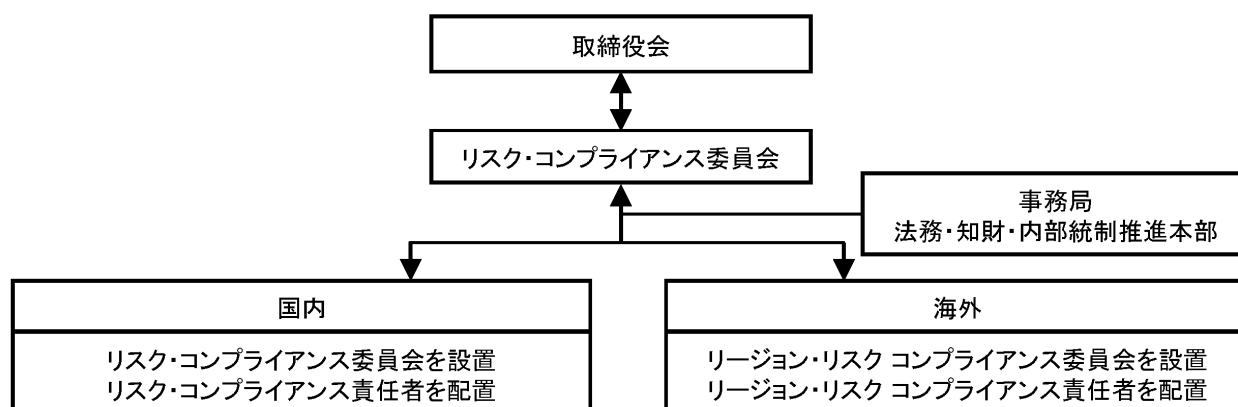 取締役会
リスク・コンプライアンス委員会
事務局
法務・知財・内部統制推進本部
国内
リスク・コンプライアンス委員会を設置
リスク・コンプライアンス責任者を配置
海外
リージョン・リスク コンプライアンス委員会を設置
リージョン・リスク コンプライアンス責任者を配置